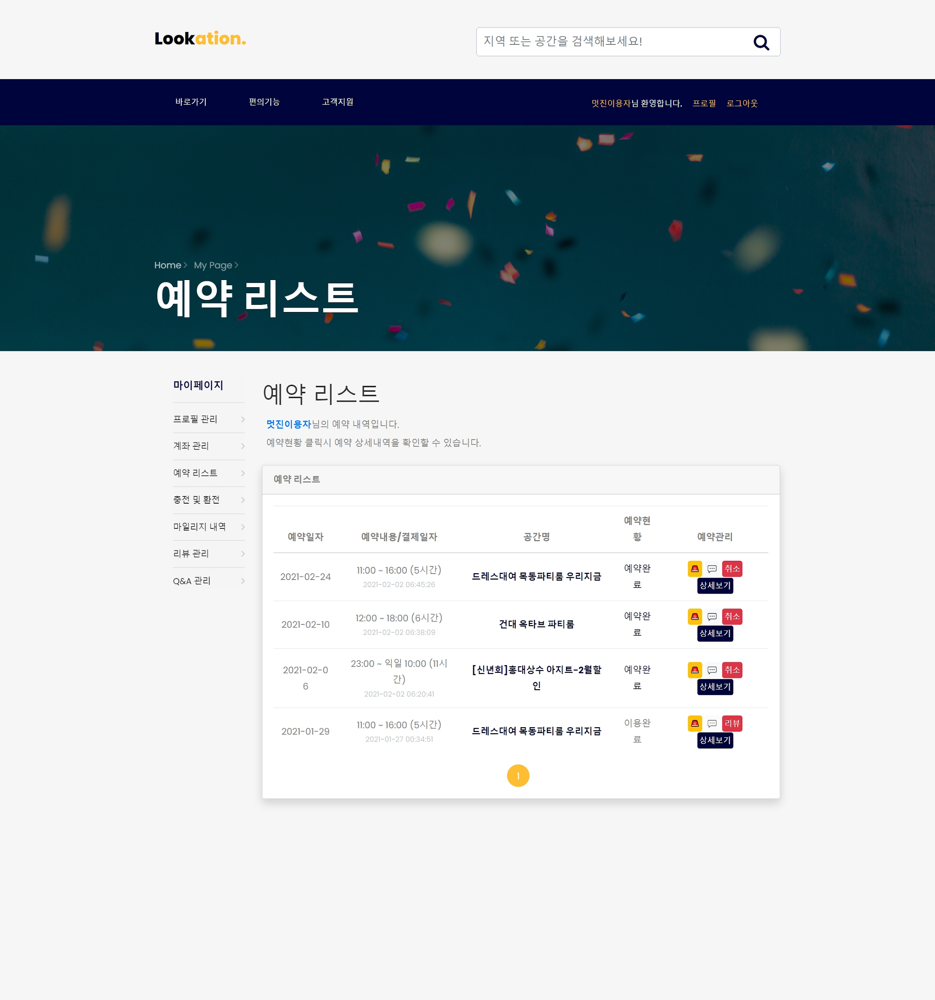 Lookation.
지역 또는 공간을 검색해보세요!
바로가기 편의기능 고객지원 멋진이용자님 환영합니다. 프로필 로그아웃
Home My Page
예약 리스트
마이페이지
프로필 관리
계좌 관리
예약 리스트
충전 및 환전
마일리지 내역
리뷰 관리
Q&A 관리
예약 리스트
멋진이용자님의 예약 내역입니다.
예약현황 클릭시 예약 상세내역을 확인할 수 있습니다.
예약 리스트
예약일자 예약내용/결제일자 공간명 예약현
황 예약관리
2021-02-24 11:00 ~ 16:00 (5시간)
2021-02-02 06:45:26 드레스대여 목동파티룸 우리지금 예약완
료 취소
상세보기
2021-02-10 12:00 ~ 18:00 (6시간)
2021-02-02 06:38:09 건대 옥타브 파티룸 예약완
료 취소
상세보기
2021-02-0
6 23:00 ~ 익일 10:00 (11시
간)
2021-02-02 06:20:41 [신년회]홍대상수 아지트-2월할
인 예약완
료 취소
상세보기
2021-01-29 11:00 ~ 16:00 (5시간)
2021-01-27 00:34:51 드레스대여 목동파티룸 우리지금 이용완
료 리뷰
상세보기
1